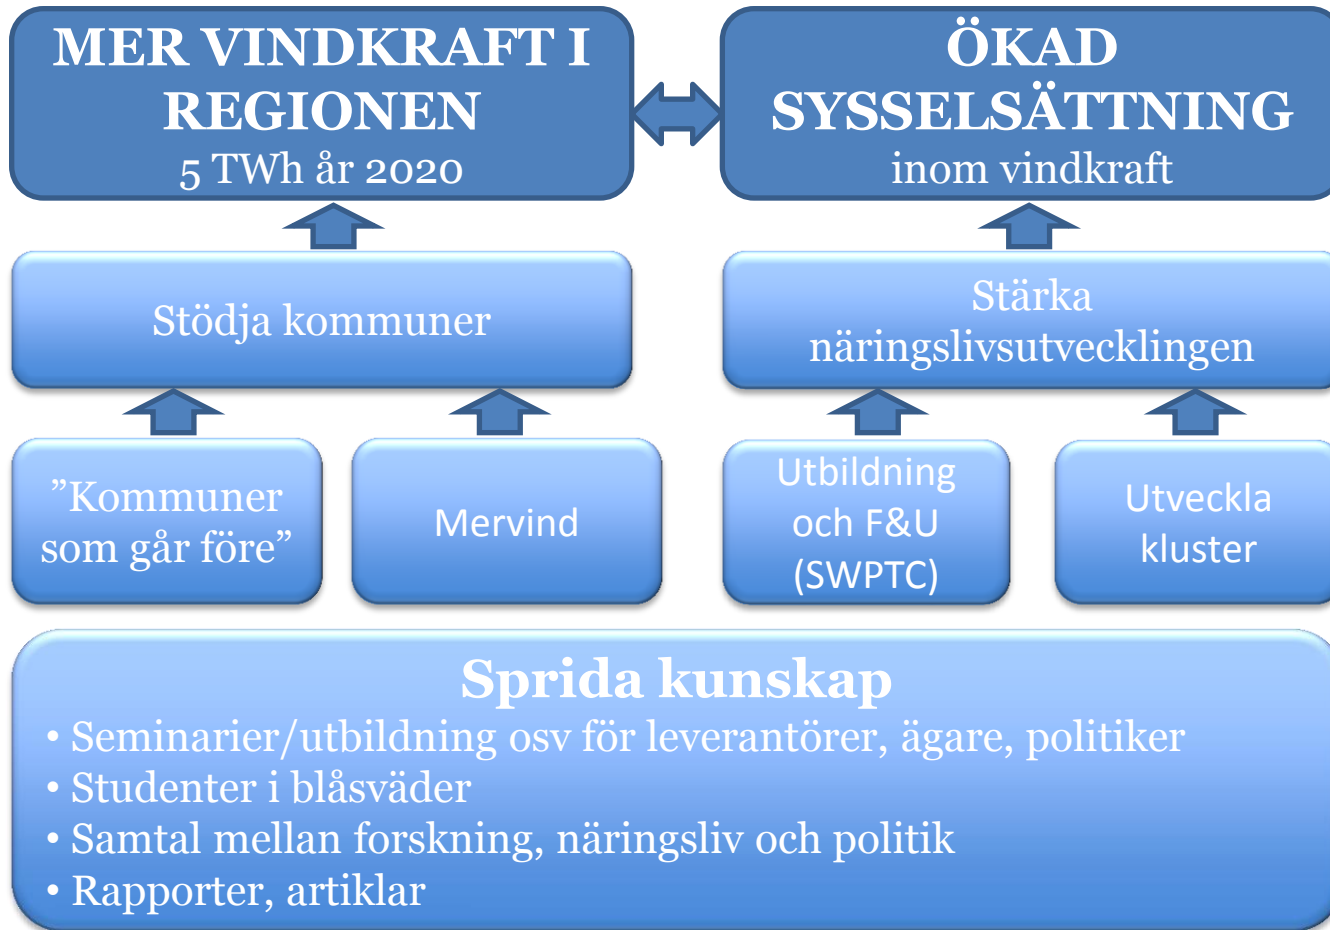 MER VINDKRAFT I
REGIONEN
5 TWh år 2020
ÖKAD
SYSSELSÄTTNING
inom vindkraft
Stödja kommuner
Stärka
näringslivsutvecklingen
”Kommuner
som går före”
Mervind
Utbildning
och F&U
(SWPTC)
Utveckla
kluster
Sprida kunskap
• Seminarier/utbildning osv för leverantörer, ägare, politiker
• Studenter i blåsväder
• Samtal mellan forskning, näringsliv och politik
• Rapporter, artiklar